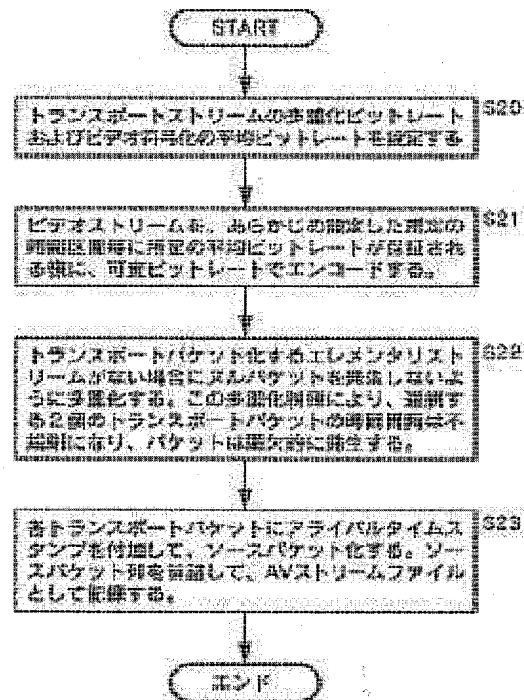 START
トランスポートストリームの多重化ビットレート
およびビデオ符号化の平均ビットレートを設定する
S20
ビデオストリームを、あらかじめ設定した所定の
時間区間毎に所定の平均ビットレートが保証され
る様に、可変ビットレートでエンコードする。
S21
トランスポートパケット化するエレメンタリスト
リームがない場合にヌルパケットを発生しないよ
うに多重化する。この多重化制御により、連続す
る2個のトランスポートパケットの時間間隔は不
規則になり、パケットは間欠的に発生する。
S22
各トランスポートパケットにアライバルタイムス
タンプを付加して、ソースパケット化する。ソー
スパケット列を整詰して、AVストリームファイル
として記録する。
S23
エンド